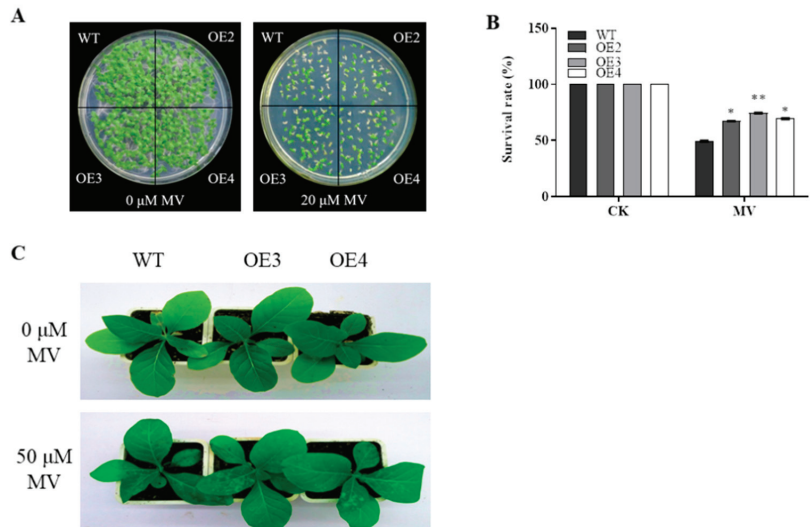 A
WT
OE2
OE3
OE4
0 μM MV
WT
OE2
OE3
OE4
20 μM MV
B
Survival rate (%)
150
100
50
0
WT
OE2
OE3
OE4
*
**
*
CK
MV
C
WT
OE3
OE4
0 μM
MV
50 μM
MV